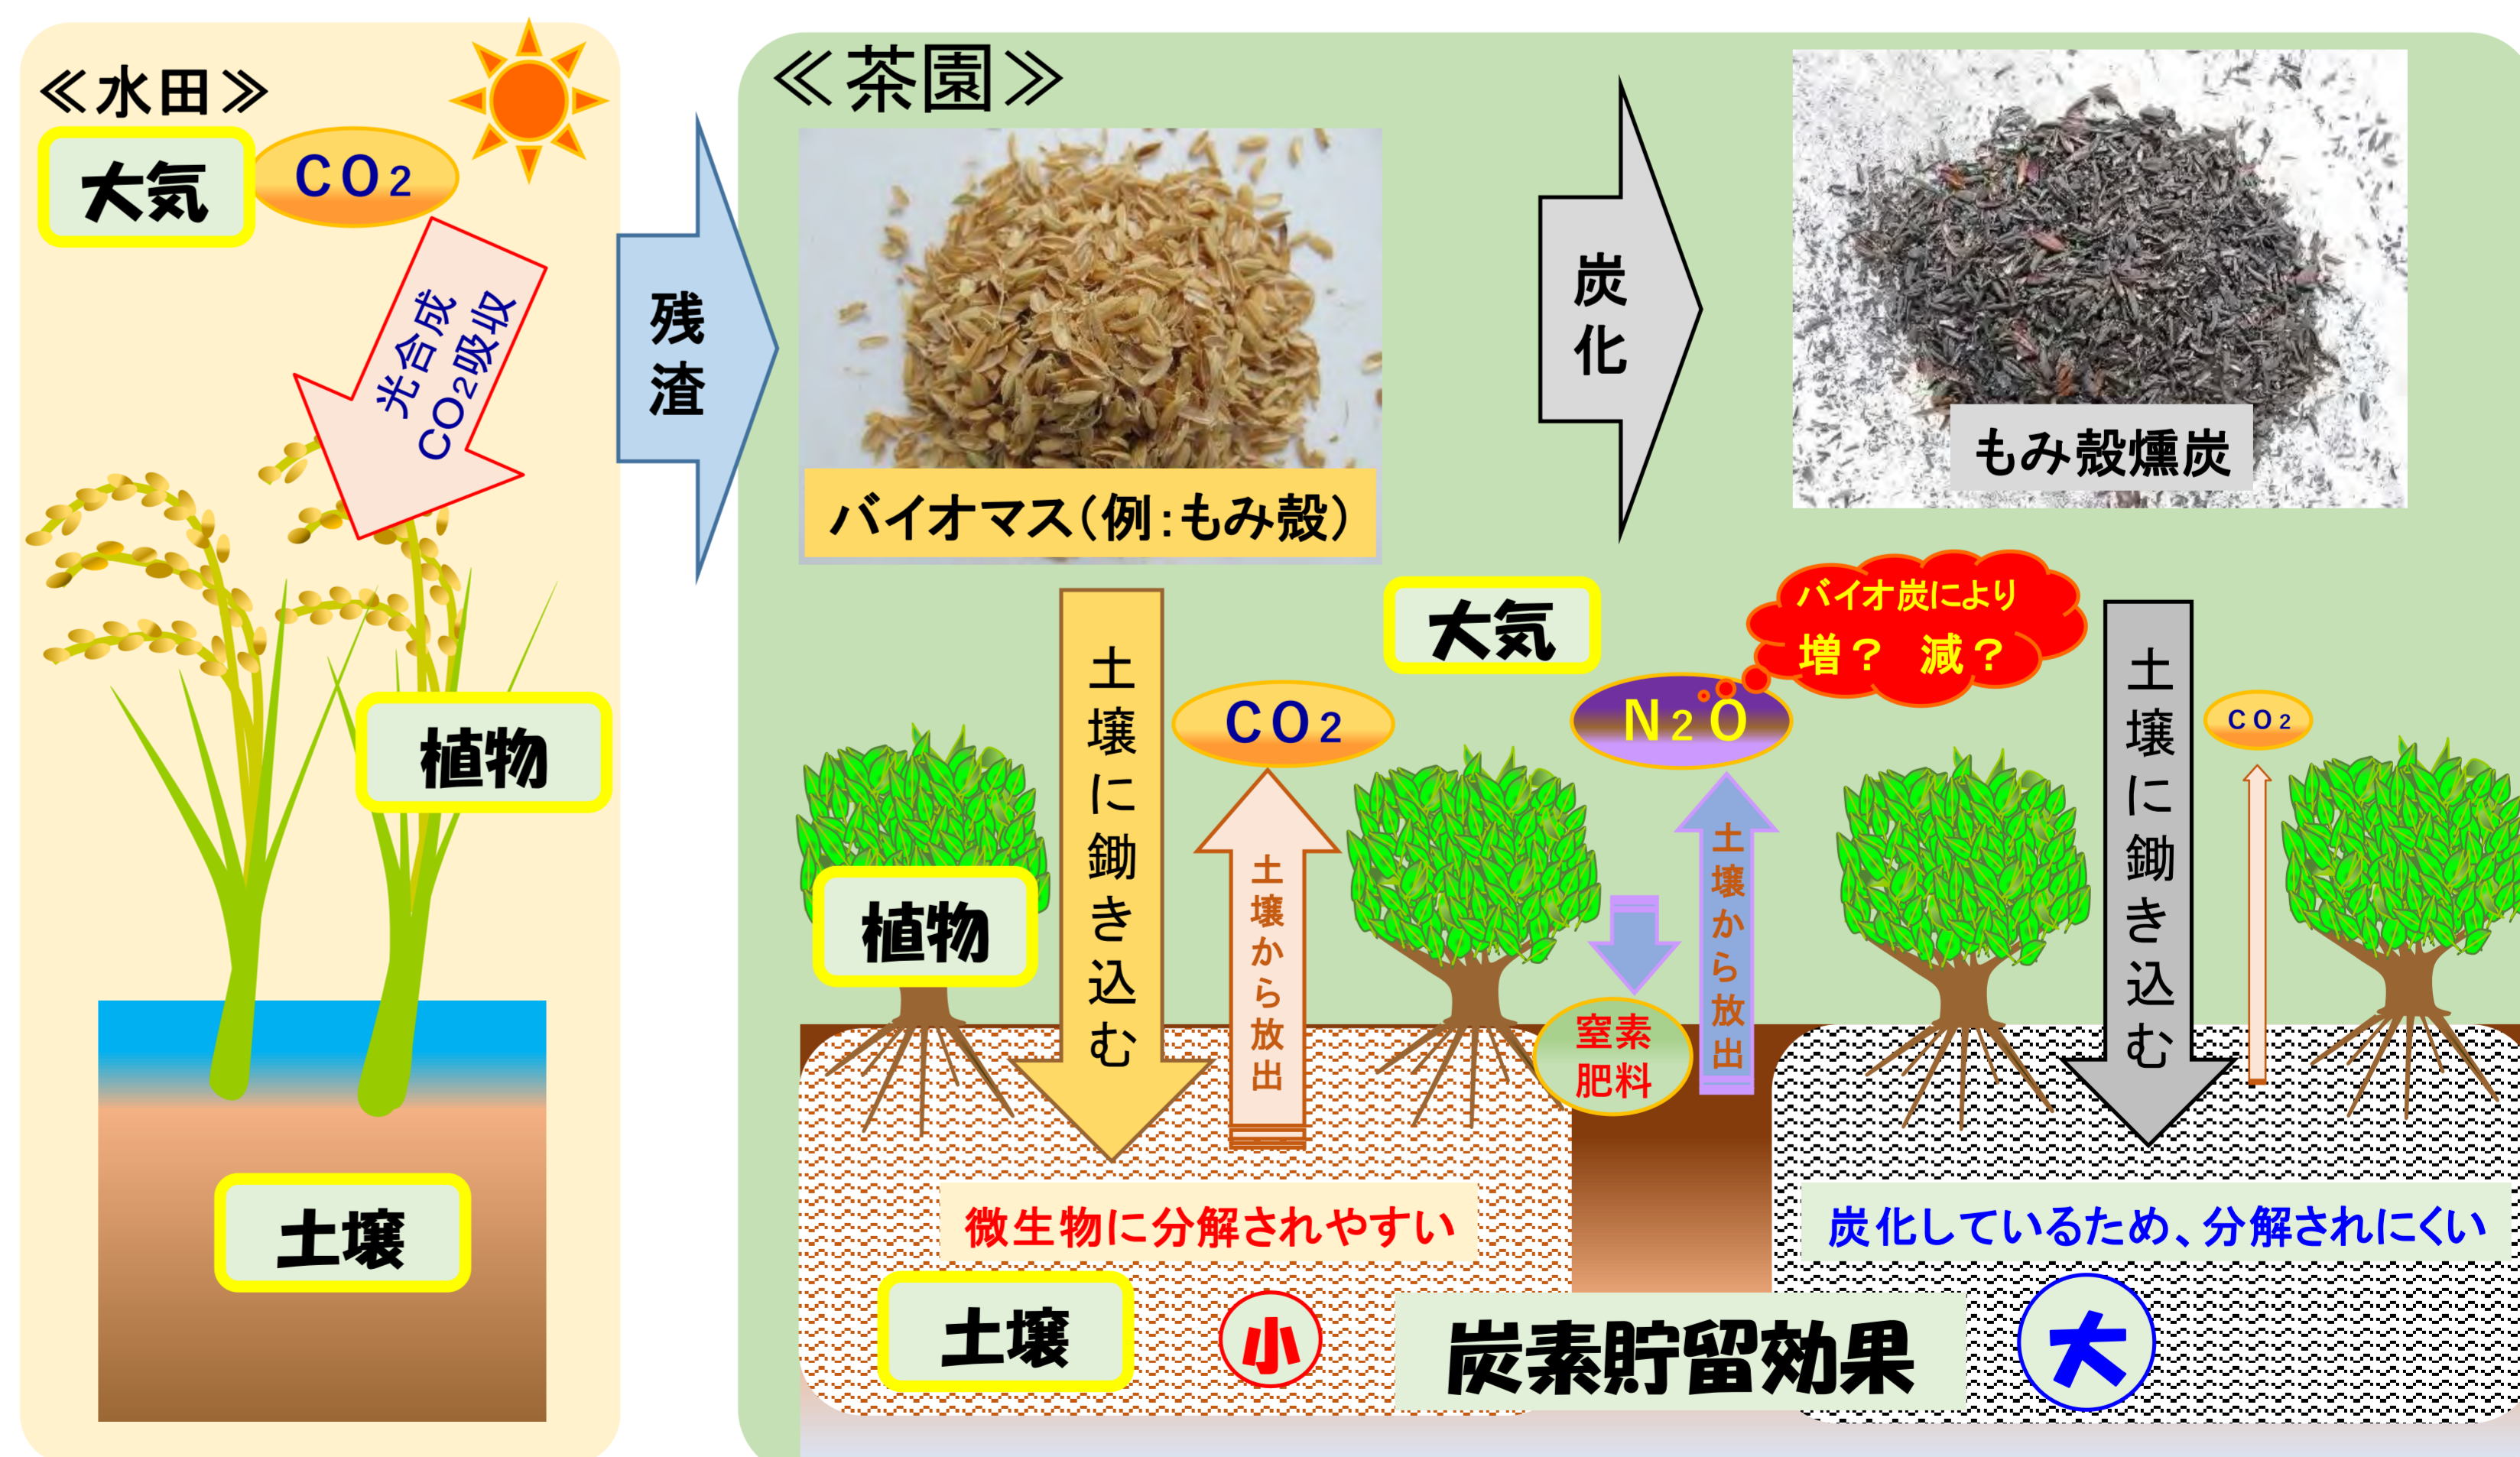 ≪水田≫
大気
CO2
光合成
CO2吸収
植物
土壌
残渣
≪茶園≫
バイオマス(例:もみ殻)
炭化
もみ殻燻炭
大気
バイオ炭により
増? 減?
土壌に鋤き込む
CO2
土壌から放出
N2O
窒素
肥料
土壌から放出
土壌に鋤き込む
CO2
植物
微生物に分解されやすい
炭化しているため、分解されにくい
土壌
小
炭素貯留効果
大